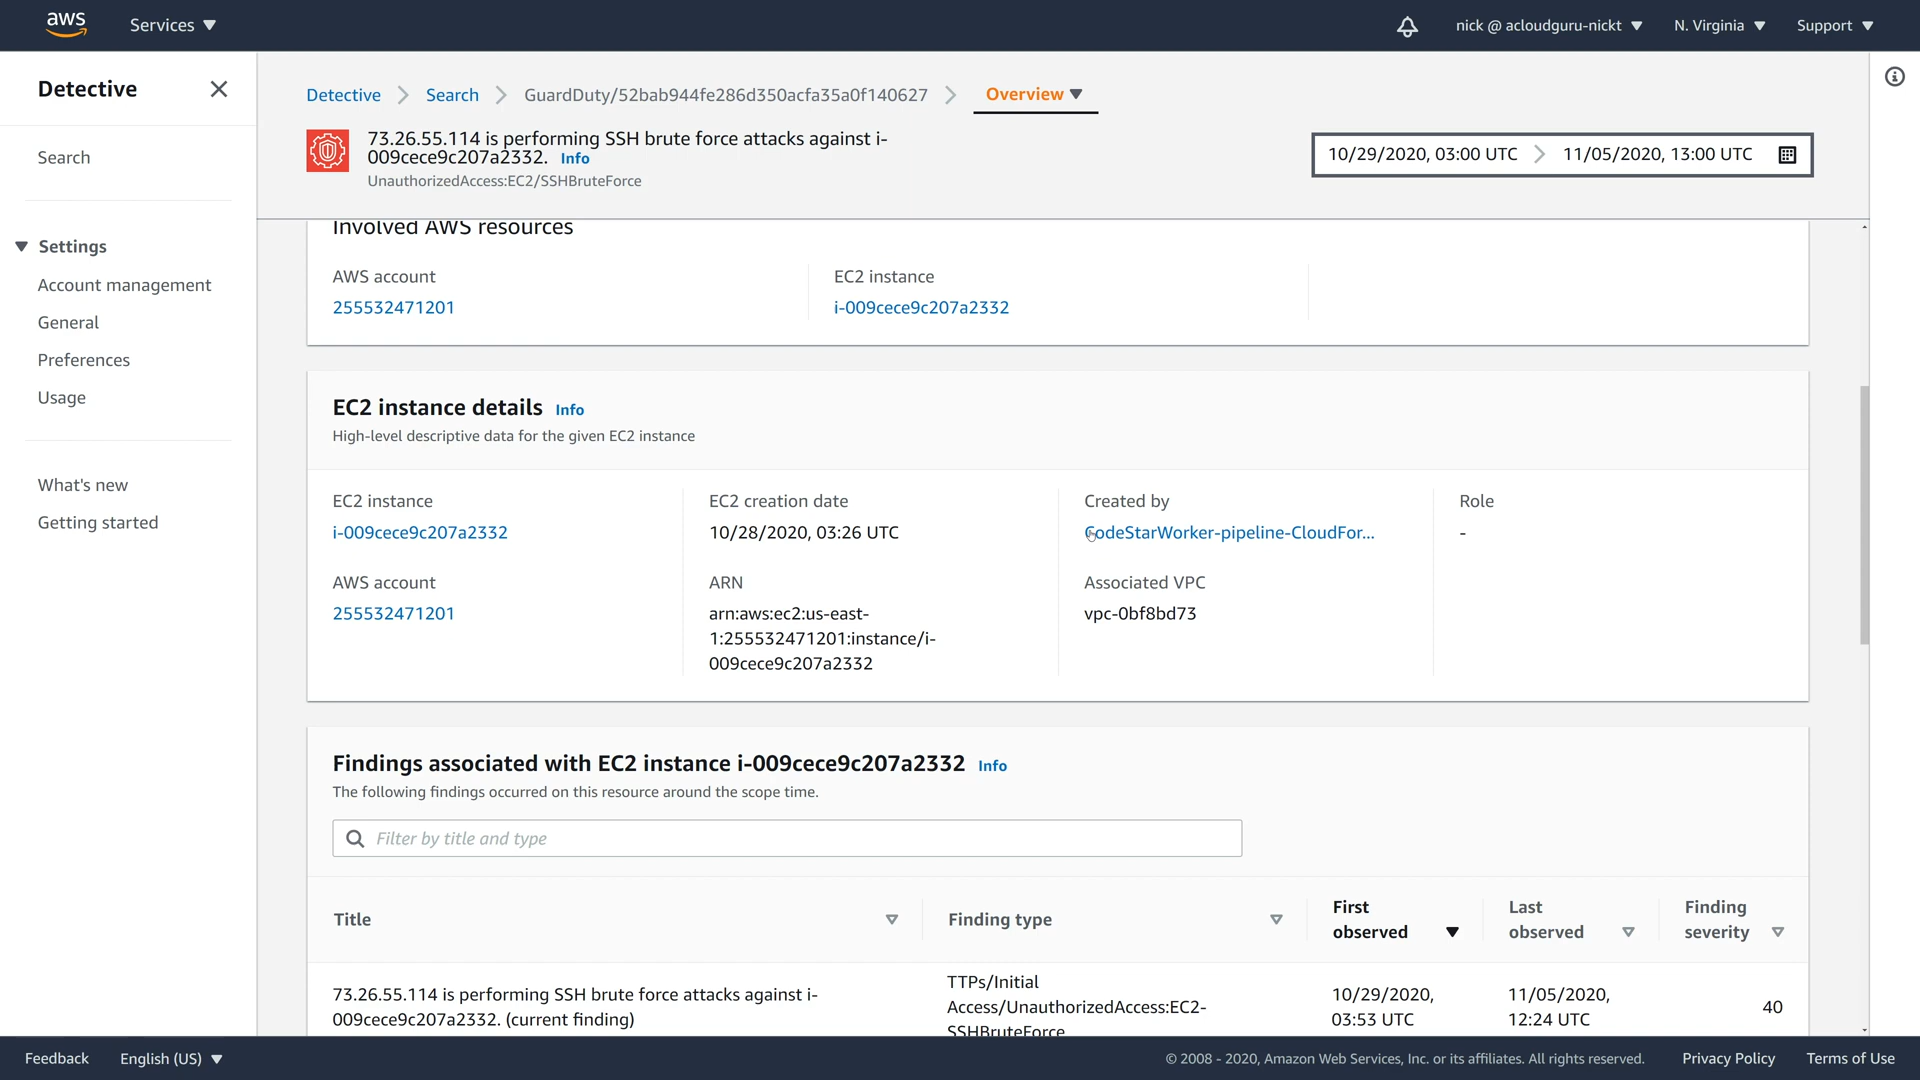 aws
Services
nick @ acloudguru-nickt
N. Virginia
Support
Detective
Search
Settings
Account management
General
Preferences
Usage
What's new
Getting started
Detective
Search
GuardDuty/52bab944fe286d350acfa35a0f140627
Overview
73.26.55.114 is performing SSH brute force attacks against i-
009cece9c207a2332. Info
UnauthorizedAccess:EC2/SSHBruteForce
10/29/2020, 03:00 UTC
11/05/2020, 13:00 UTC
Involved AWS resources
AWS account
255532471201
EC2 instance
i-009cece9c207a2332
EC2 instance details Info
High-level descriptive data for the given EC2 instance
EC2 instance
i-009cece9c207a2332
AWS account
255532471201
EC2 creation date
10/28/2020, 03:26 UTC
ARN
arn:aws:ec2:us-east-
1:255532471201:instance/i-
009cece9c207a2332
Created by
CodeStarWorker-pipeline-CloudFor...
Associated VPC
vpc-0bf8bd73
Role
-
Findings associated with EC2 instance i-009cece9c207a2332 Info
The following findings occurred on this resource around the scope time.
Filter by title and type
Title
Finding type
First
observed
Last
observed
Finding
severity
73.26.55.114 is performing SSH brute force attacks against i-
009cece9c207a2332. (current finding)
TTPs/Initial
Access/UnauthorizedAccess:EC2-
SSHBruteForce
10/29/2020,
03:53 UTC
11/05/2020,
12:24 UTC
40
Feedback
English (US)
© 2008 - 2020, Amazon Web Services, Inc. or its affiliates. All rights reserved.
Privacy Policy
Terms of Use